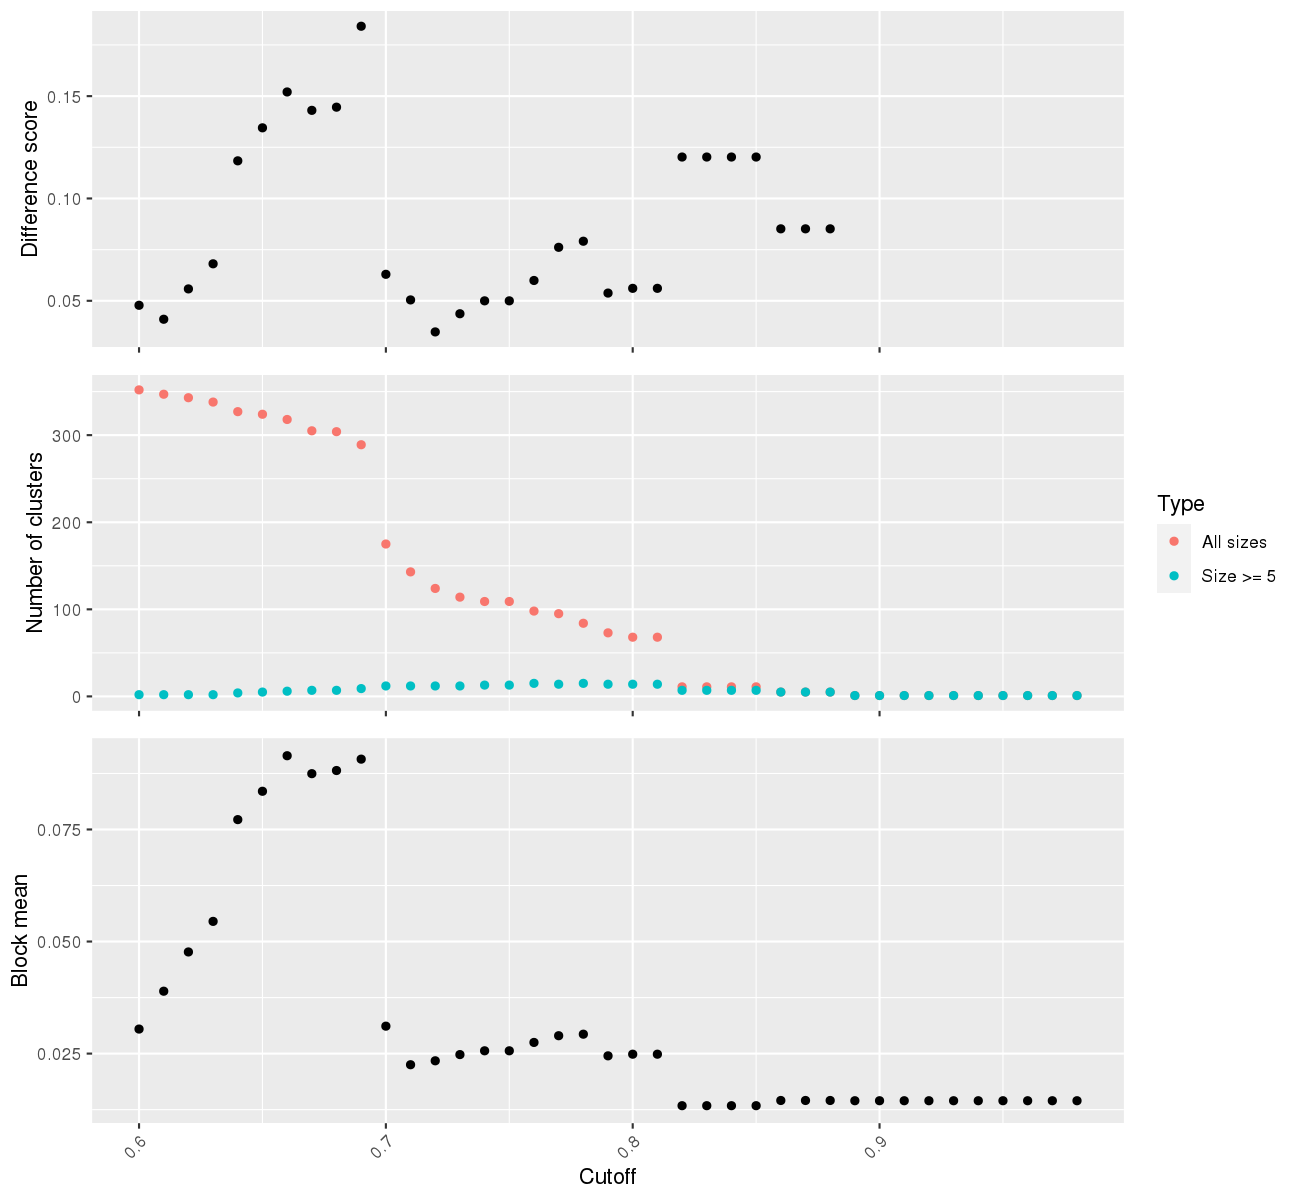 Difference score
0.15
0.10
0.05
Number of clusters
300
200
100
0
Type
All sizes
Size >= 5
Block mean
0.075
0.050
0.025
0.6
0.7
0.8
0.9
Cutoff